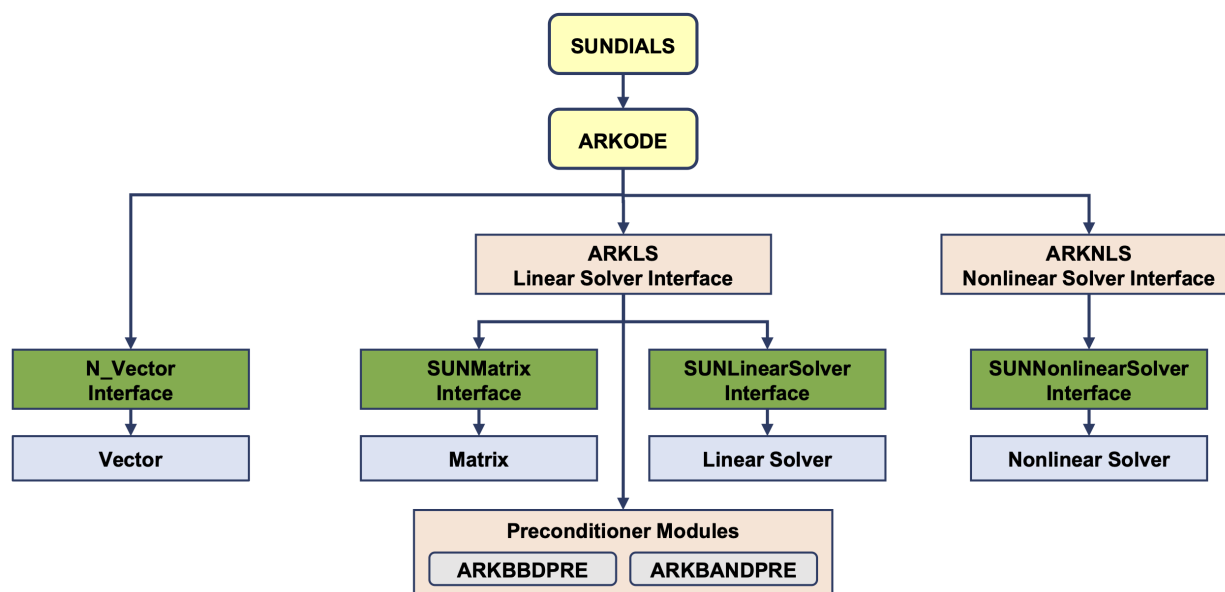 SUNDIALS
ARKODE
ARKLS
Linear Solver Interface
ARKNLS
Nonlinear Solver Interface
N_Vector
Interface
SUNMatrix
Interface
SUNLinearSolver
Interface
SUNNonlinearSolver
Interface
Vector
Matrix
Linear Solver
Nonlinear Solver
Preconditioner Modules
ARKBBDPRE
ARKBANDPRE